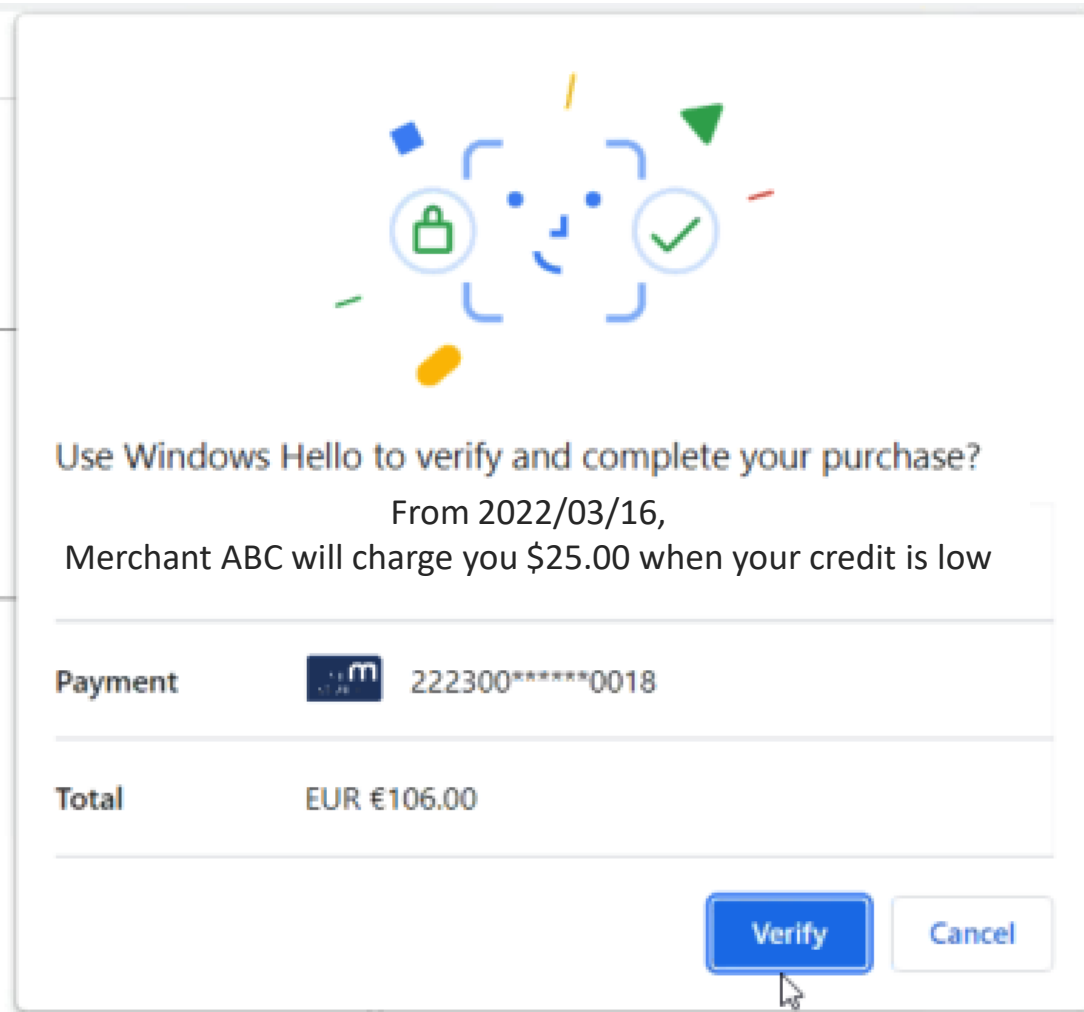 Use Windows Hello to verify and complete your purchase?
From 2022/03/16,
Merchant ABC will charge you $25.00 when your credit is low
Payment m 222300******0018
Total EUR €106.00
Verify Cancel